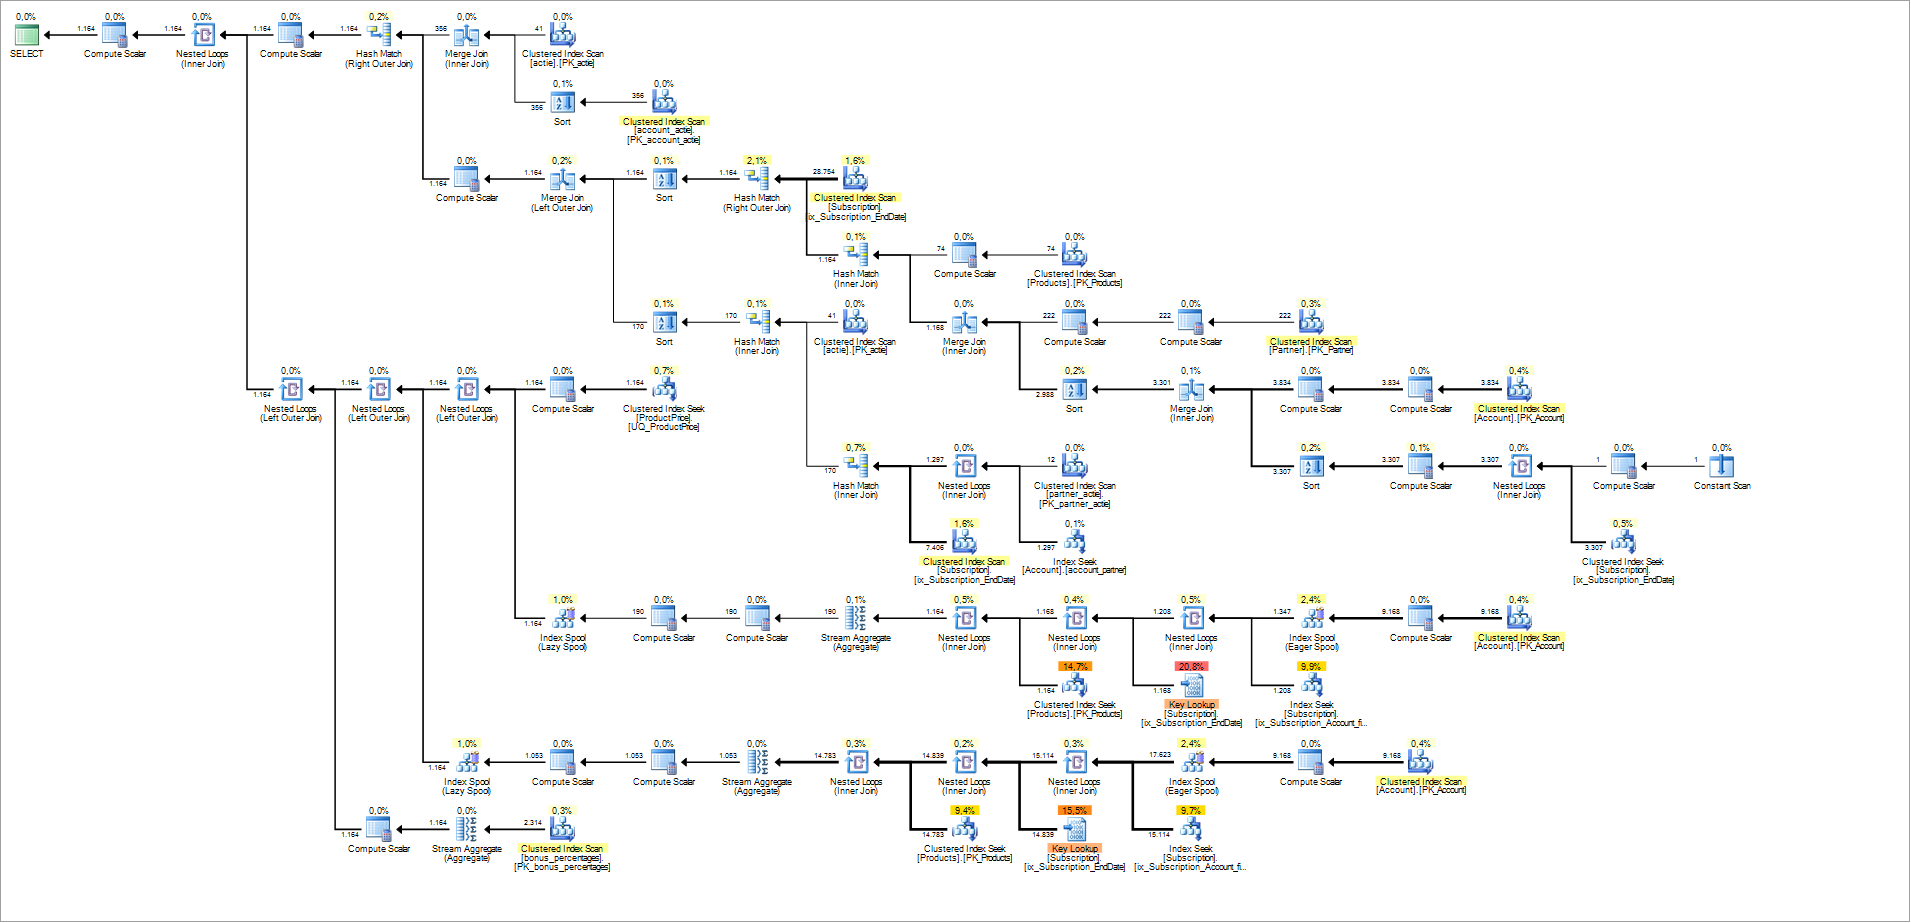 0,0% 0,0% 0,0% 0,0% 0,2% 0,0% 0,0%
1.164 1.164 1.164 1.164 356 41
SELECT Compute Scalar Nested Loops Compute Scalar Hash Match Merge Join Clustered Index Scan
(Inner Join) (Right Outer Join) (Inner Join) [actie].[PK_actie]
0,1% 0,0%
356 356
Sort Clustered Index Scan
[account_actie].
[PK_account_actie]
0,0% 0,2% 0,1% 2,1% 1,6%
1.164 1.164 1.164 1.164 28.754
Compute Scalar Merge Join Sort Hash Match Clustered Index Scan
(Left Outer Join) (Right Outer Join) [Subscription].
[ix_Subscription_EndDate]
0,1% 0,0% 0,0%
1.164 74 74
Hash Match Compute Scalar Clustered Index Scan
(Inner Join) [Products].[PK_Products]
0,1% 0,1% 0,0% 0,0% 0,0% 0,0% 0,3%
170 170 41 1.168 222 222 222
Sort Hash Match Clustered Index Scan Merge Join Compute Scalar Compute Scalar Clustered Index Scan
(Inner Join) [actie].[PK_actie] (Inner Join) [Partner].[PK_Partner]
0,0% 0,0% 0,0% 0,0% 0,7% 0,2% 0,1% 0,0% 0,0% 0,4%
1.164 1.164 1.164 1.164 1.164 2.988 3.301 3.834 3.834 3.834
Nested Loops Nested Loops Nested Loops Compute Scalar Clustered Index Seek Sort Merge Join Compute Scalar Compute Scalar Clustered Index Scan
(Left Outer Join) (Left Outer Join) (Left Outer Join) [ProductPrice]. (Inner Join) [Account].[PK_Account]
[UQ_ProductPrice]
0,7% 0,0% 0,0% 0,2% 0,1% 0,0% 0,0% 0,0%
170 1.297 12 3.307 3.307 3.307 1 1
Hash Match Nested Loops Clustered Index Scan Sort Compute Scalar Nested Loops Compute Scalar Constant Scan
(Inner Join) (Inner Join) [partner_actie]. (Inner Join)
[PK_partner_actie]
1,6% 0,1% 0,5%
7.406 1.297 3.307
Clustered Index Scan Index Seek Clustered Index Seek
[Subscription]. [Account].[account_partner] [Subscription].
[ix_Subscription_EndDate] [ix_Subscription_EndDate]
1,0% 0,0% 0,0% 0,1% 0,5% 0,4% 0,5% 2,4% 0,0% 0,4%
1.164 190 190 190 1.164 1.168 1.208 1.347 9.168 9.168
Index Spool Compute Scalar Compute Scalar Stream Aggregate Nested Loops Nested Loops Nested Loops Index Spool Compute Scalar Clustered Index Scan
(Lazy Spool) (Aggregate) (Inner Join) (Inner Join) (Inner Join) (Eager Spool) [Account].[PK_Account]
14,7% 20,8% 9,9%
1.164 1.168 1.208
Clustered Index Seek Key Lookup Index Seek
[Products].[PK_Products] [Subscription]. [Subscription].
[ix_Subscription_EndDate] [ix_Subscription_Account_fi...
1,0% 0,0% 0,0% 0,0% 0,3% 0,2% 0,3% 2,4% 0,0% 0,4%
1.164 1.053 1.053 1.053 14.783 14.839 15.114 17.623 9.168 9.168
Index Spool Compute Scalar Compute Scalar Stream Aggregate Nested Loops Nested Loops Nested Loops Index Spool Compute Scalar Clustered Index Scan
(Lazy Spool) (Aggregate) (Inner Join) (Inner Join) (Inner Join) (Eager Spool) [Account].[PK_Account]
0,0% 0,0% 0,3% 9,4% 15,5% 9,7%
1.164 1.164 2.314 14.783 14.839 15.114
Compute Scalar Stream Aggregate Clustered Index Scan Clustered Index Seek Key Lookup Index Seek
(Aggregate) [bonus_percentages]. [Products].[PK_Products] [Subscription]. [Subscription].
[PK_bonus_percentages] [ix_Subscription_EndDate] [ix_Subscription_Account_fi...